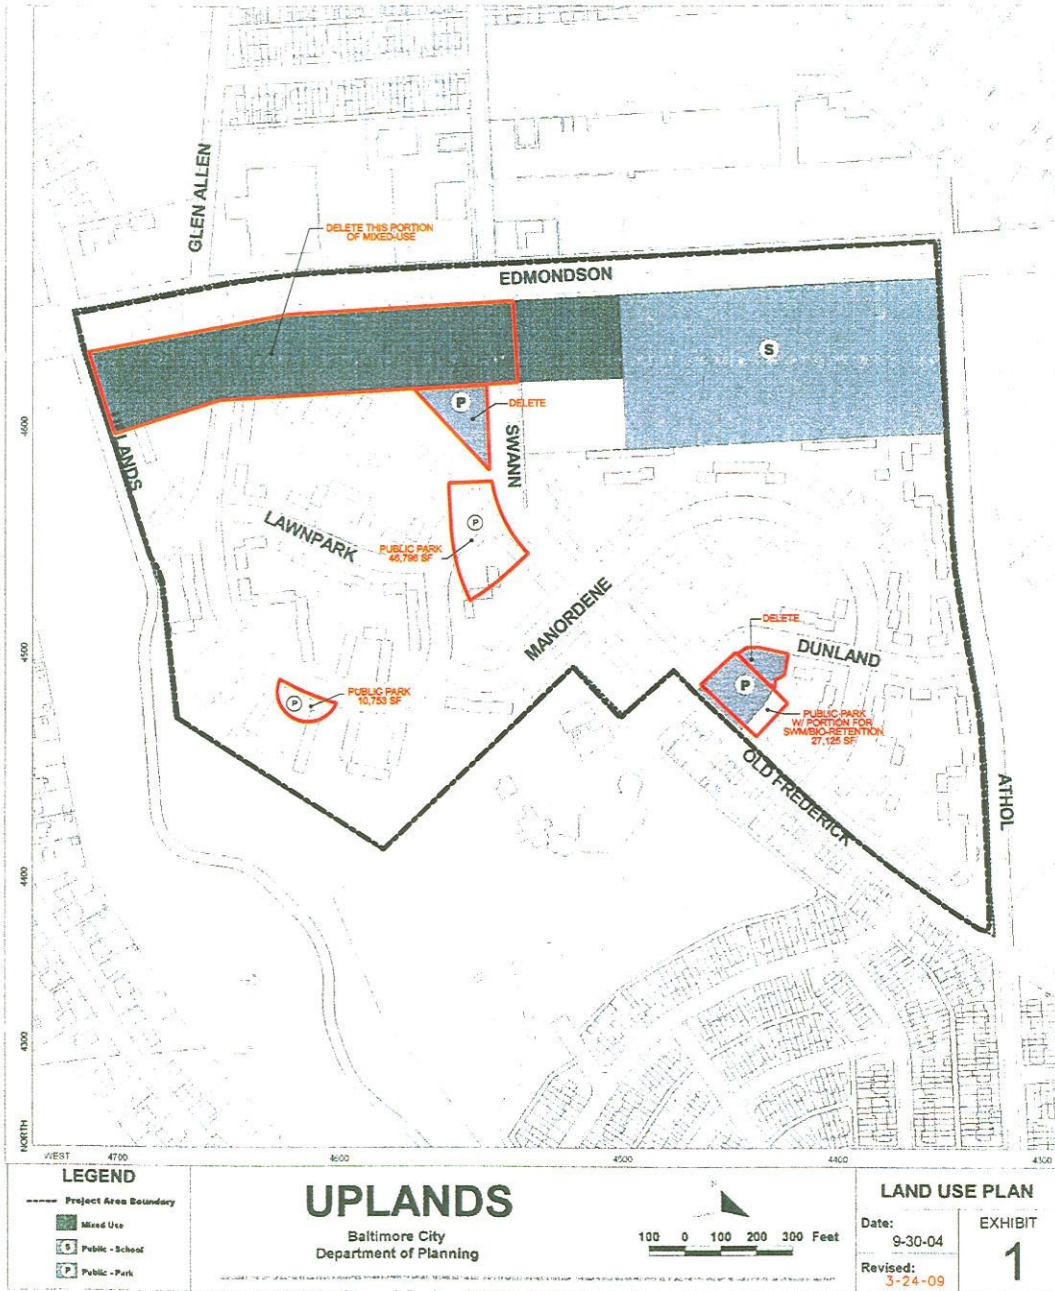 GLEN ALLEN
DELETE THIS PORTION
OF MIXED-USE
EDMONDSON
S
P
DELETE
SWANN
LANDS
LAWNPARK
P
PUBLIC PARK
46,796 SF
MANORDENE
DELETE
DUNLAND
P
PUBLIC PARK
10,753 SF
P
PUBLIC PARK
W/ PORTION FOR
SWM/BIO-RETENTION
27,125 SF
OLD FREDERICK
ATHOL
4600
4500
4400
4300
NORTH
WEST
4700
4600
4500
4400
4300
LEGEND
Project Area Boundary
Mixed Use
S Public - School
P Public - Park
UPLANDS
Baltimore City
Department of Planning
N
100 0 100 200 300 Feet
LAND USE PLAN
Date:
9-30-04
Revised:
3-24-09
EXHIBIT
1